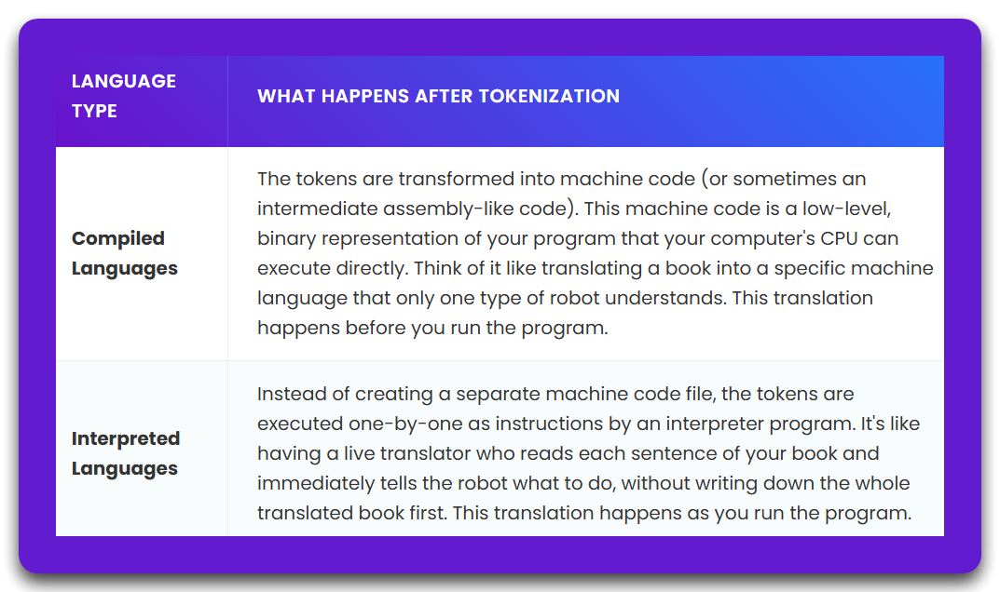 LANGUAGE
TYPE
WHAT HAPPENS AFTER TOKENIZATION
Compiled
Languages
The tokens are transformed into machine code (or sometimes an
intermediate assembly-like code). This machine code is a low-level,
binary representation of your program that your computer's CPU can
execute directly. Think of it like translating a book into a specific machine
language that only one type of robot understands. This translation
happens before you run the program.
Interpreted
Languages
Instead of creating a separate machine code file, the tokens are
executed one-by-one as instructions by an interpreter program. It's like
having a live translator who reads each sentence of your book and
immediately tells the robot what to do, without writing down the whole
translated book first. This translation happens as you run the program.